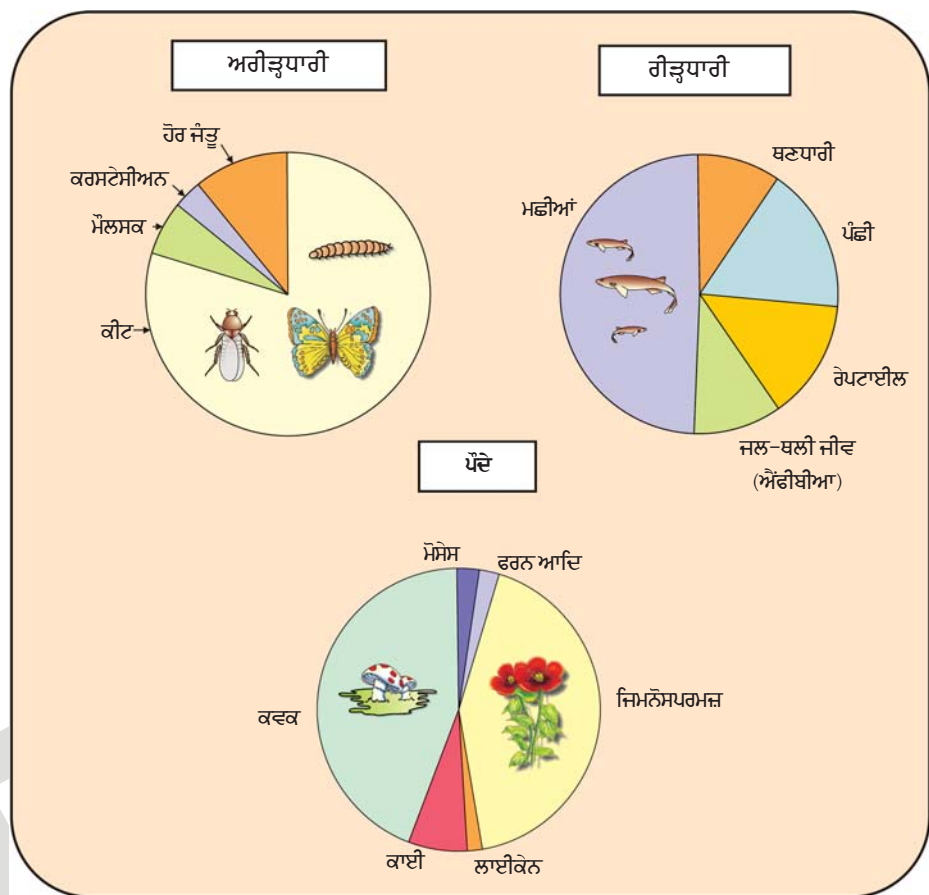 ਅਰੀੜ੍ਹਧਾਰੀ
ਹੋਰ ਜੰਤੂ
ਕਰਸਟੇਸੀਅਨ
ਮੌਲਸਕ
ਕੀਟ
ਰੀੜ੍ਹਧਾਰੀ
ਥਣਧਾਰੀ
ਮਛੀਆਂ
ਪੰਛੀ
ਰੇਪਟਾਈਲ
ਜਲ-ਥਲੀ ਜੀਵ
(ਐਂਫੀਬੀਆ)
ਪੌਦੇ
ਮੋਸੇਸ
ਫਰਨ ਆਦਿ
ਕਵਕ
ਜਿਮਨੋਸਪਰਮਜ਼
ਕਾਈ
ਲਾਈਕੇਨ